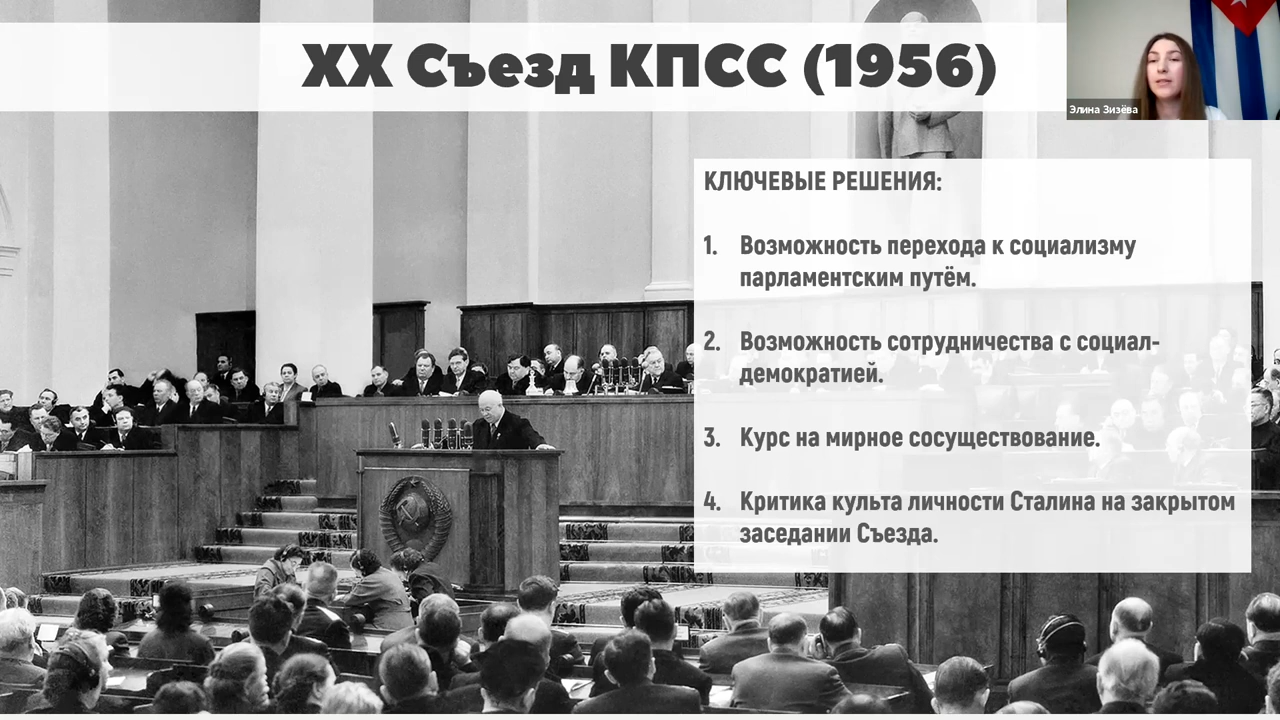 XX Съезд КПСС (1956)
Элина Зизёва
КЛЮЧЕВЫЕ РЕШЕНИЯ:
1. Возможность перехода к социализму
парламентским путём.
2. Возможность сотрудничества с социал-
демократией.
3. Курс на мирное сосуществование.
4. Критика культа личности Сталина на закрытом
заседании Съезда.